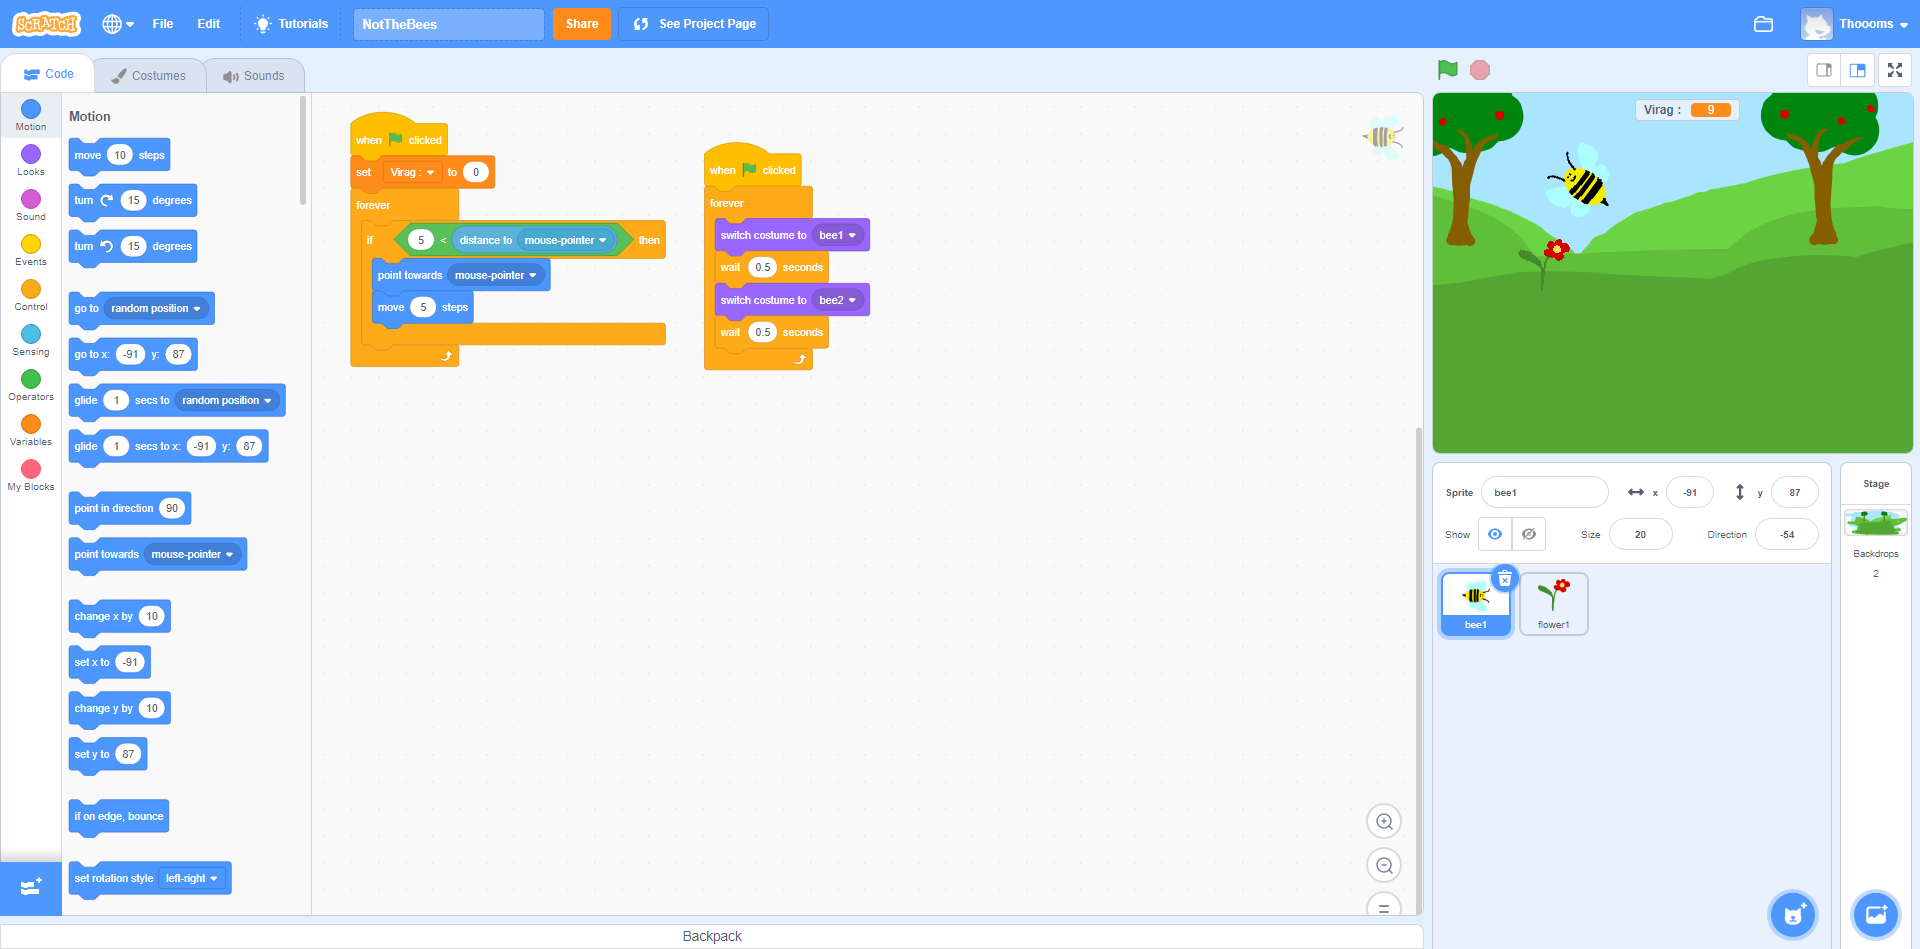 SCRATCH File Edit Tutorials NotTheBees Share See Project Page Thoooms
Code Costumes Sounds
Motion
Looks
Sound
Events
Control
Sensing
Operators
Variables
My Blocks
Motion
move 10 steps
turn 15 degrees
turn 15 degrees
go to random position
go to x: -91 y: 87
glide 1 secs to random position
glide 1 secs to x: -91 y: 87
point in direction 90
point towards mouse-pointer
change x by 10
set x to -91
change y by 10
set y to 87
if on edge, bounce
set rotation style left-right
when clicked
set Virag : to 0
forever
if 5 < distance to mouse-pointer then
point towards mouse-pointer
move 5 steps
when clicked
forever
switch costume to bee1
wait 0.5 seconds
switch costume to bee2
wait 0.5 seconds
Virag : 9
Sprite bee1 x -91 y 87
Show Size 20 Direction -54
bee1
flower1
Stage
Backdrops
2
Backpack